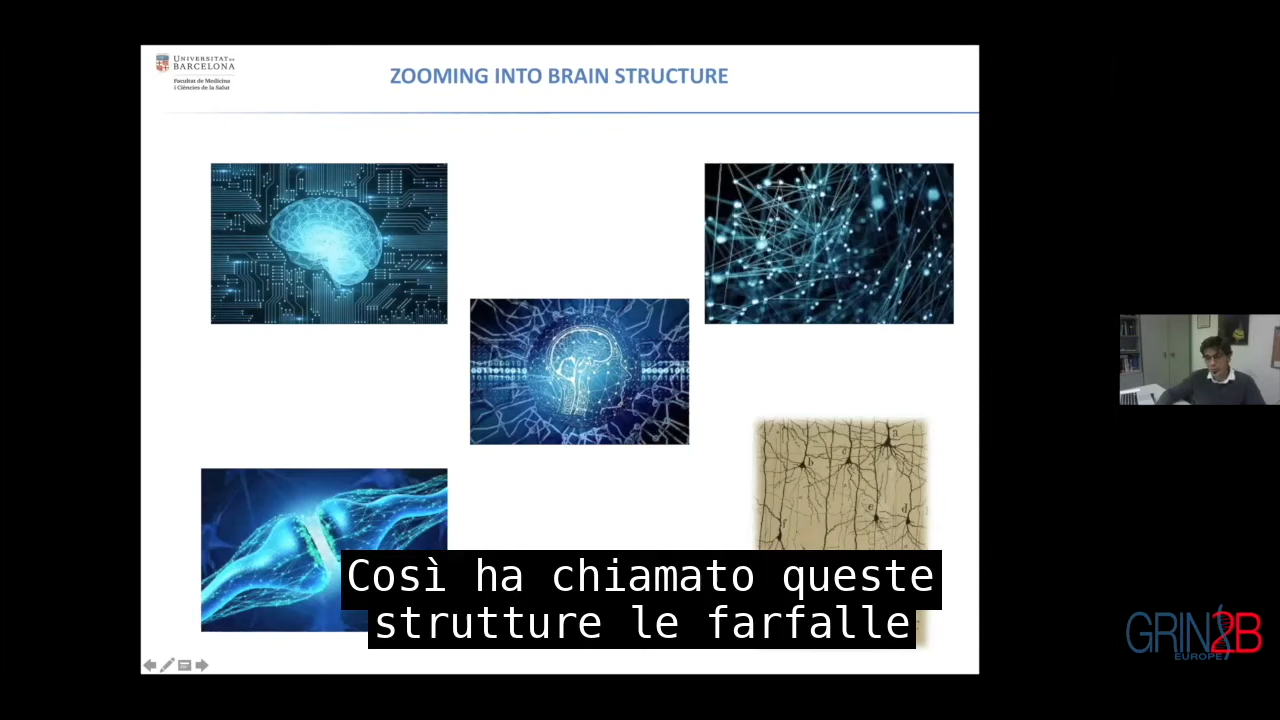 UNIVERSITAT DE
BARCELONA
Facultat de Medicina
i Ciències de la Salut
ZOOMING INTO BRAIN STRUCTURE
a
b
c
e
d
f
Così ha chiamato queste
strutture le farfalle
GRIN2B
EUROPE